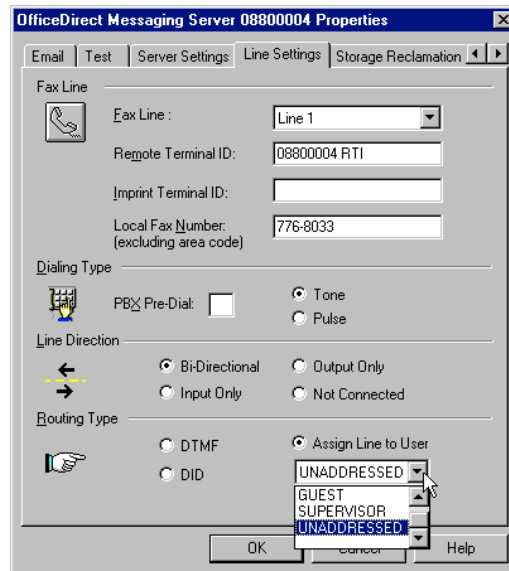 OfficeDirect Messaging Server 08800004 Properties
Email Test Server Settings Line Settings Storage Reclamation
Fax Line
Fax Line :
Line 1
Remote Terminal ID:
08800004 RTI
Imprint Terminal ID:
Local Fax Number:
(excluding area code)
776-8033
Dialing Type
PBX Pre-Dial:
Tone
Pulse
Line Direction
Bi-Directional
Output Only
Input Only
Not Connected
Routing Type
DTMF
Assign Line to User
DID
UNADDRESSED
GUEST
SUPERVISOR
UNADDRESSED
OK
Cancel
Help